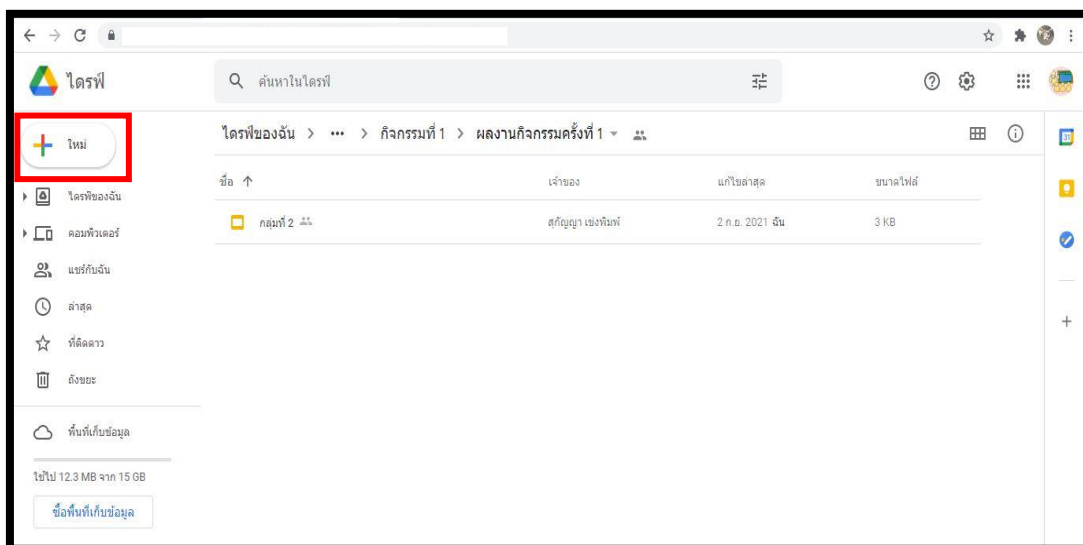 ไดรฟ์
ค้นหาในไดรฟ์
ใหม่
ไดรฟ์ของฉัน > ••• > กิจกรรมที่ 1 > ผลงานกิจกรรมครั้งที่ 1
ชื่อ ↑ เจ้าของ แก้ไขล่าสุด ขนาดไฟล์
กลุ่มที่ 2 สุกัญญา เข่งพิมพ์ 2 ก.ย. 2021 ฉัน 3 KB
ไดรฟ์ของฉัน
คอมพิวเตอร์
แชร์กับฉัน
ล่าสุด
ที่ติดดาว
ถังขยะ
พื้นที่เก็บข้อมูล
ใช้ไป 12.3 MB จาก 15 GB
ซื้อพื้นที่เก็บข้อมูล
31